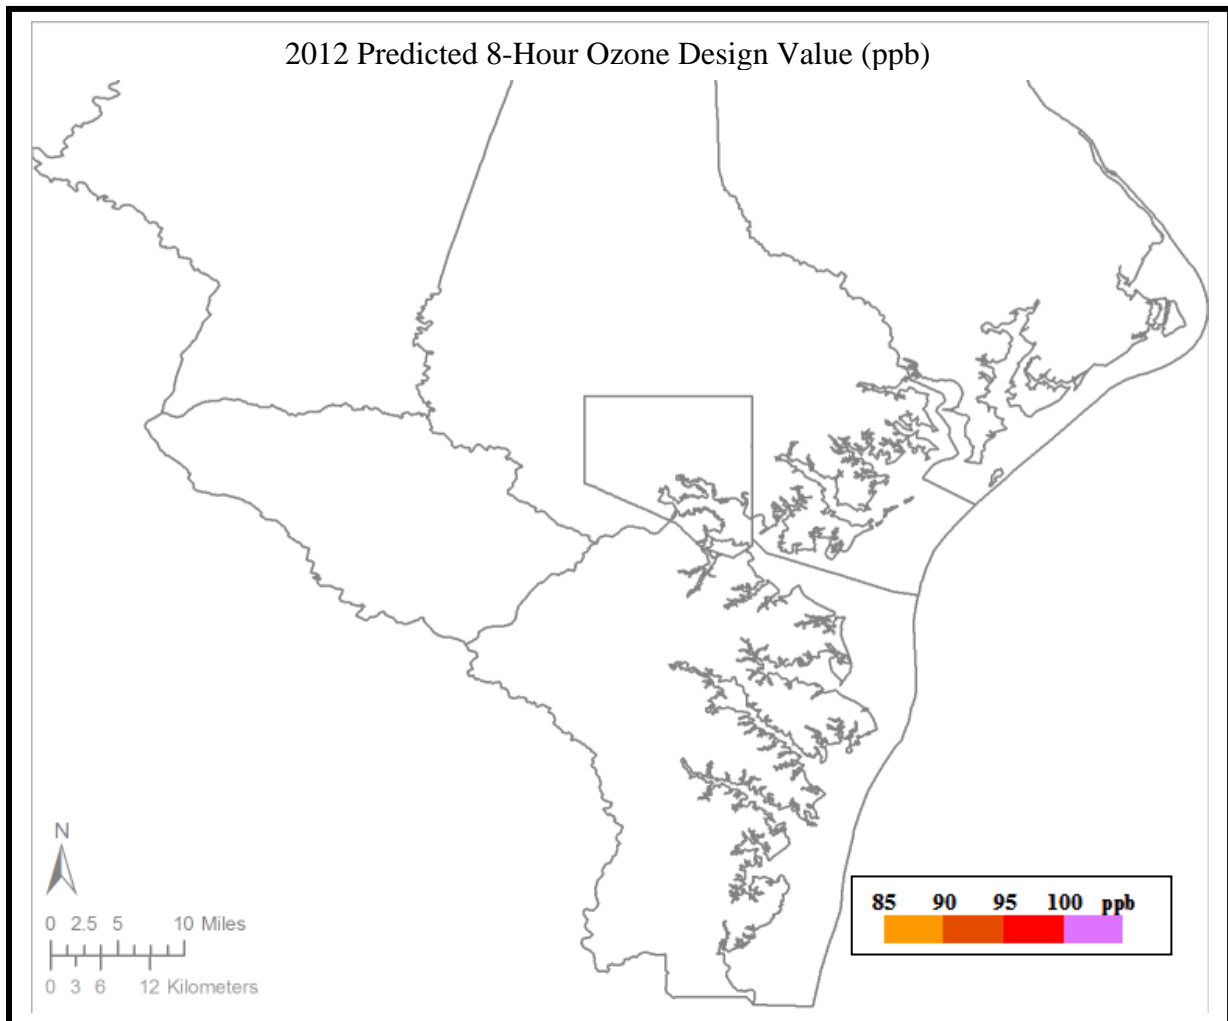 2012 Predicted 8-Hour Ozone Design Value (ppb)
N
0 2.5 5 10 Miles
0 3 6 12 Kilometers
85 90 95 100 ppb